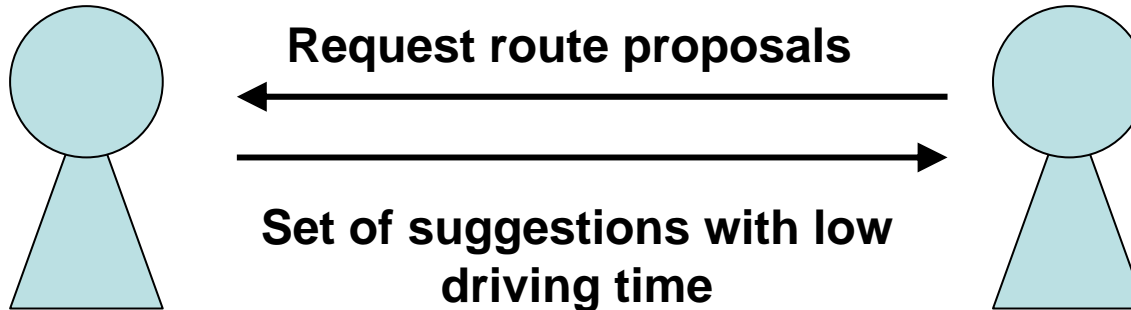 Request route proposals
Set of suggestions with low
driving time